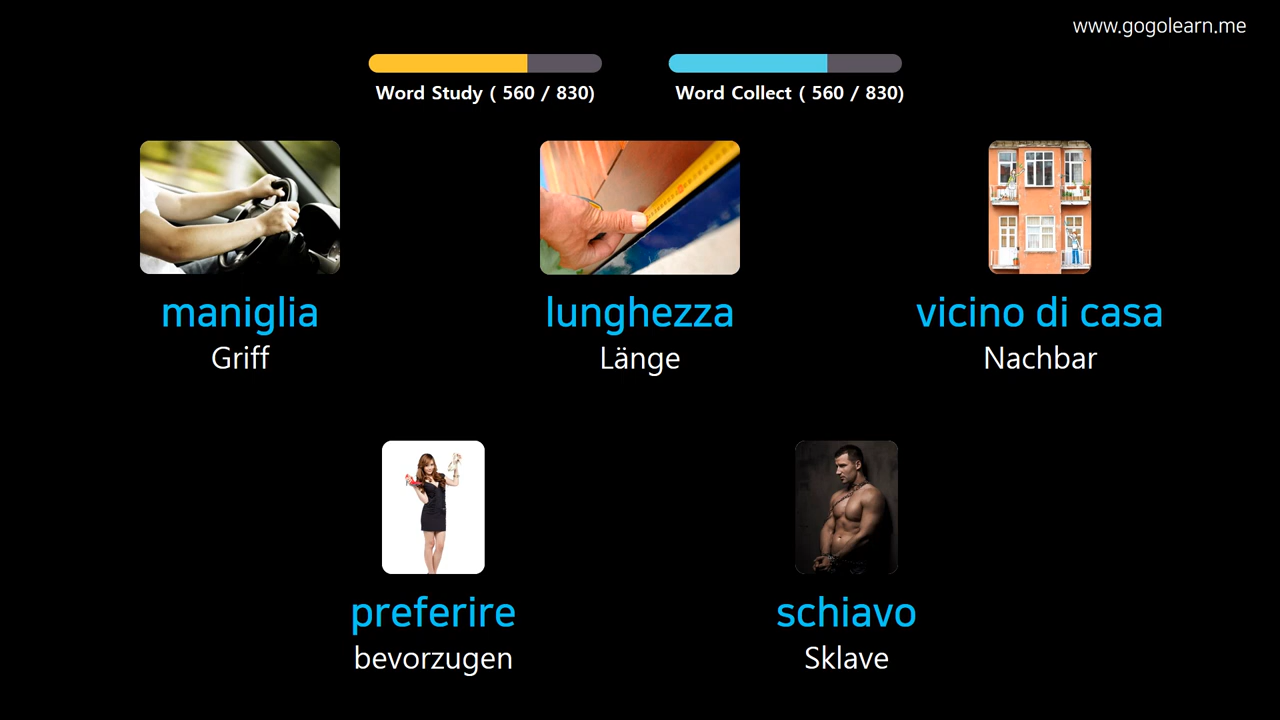 www.gogolearn.me
Word Study ( 560 / 830)
Word Collect ( 560 / 830)
maniglia
Griff
lunghezza
Länge
vicino di casa
Nachbar
preferire
bevorzugen
schiavo
Sklave